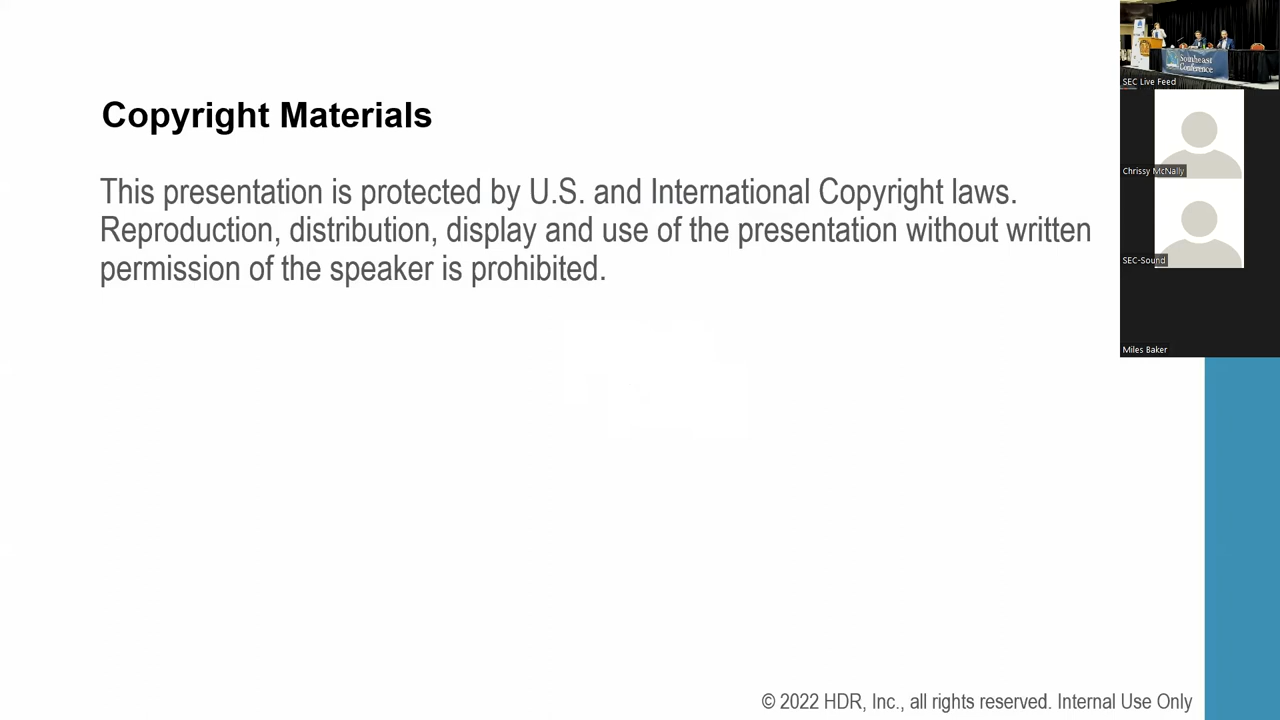 Copyright Materials
This presentation is protected by U.S. and International Copyright laws.
Reproduction, distribution, display and use of the presentation without written
permission of the speaker is prohibited.
© 2022 HDR, Inc., all rights reserved. Internal Use Only
Southeast
Conference
SEC Live Feed
Chrissy McNally
SEC-Sound
Miles Baker